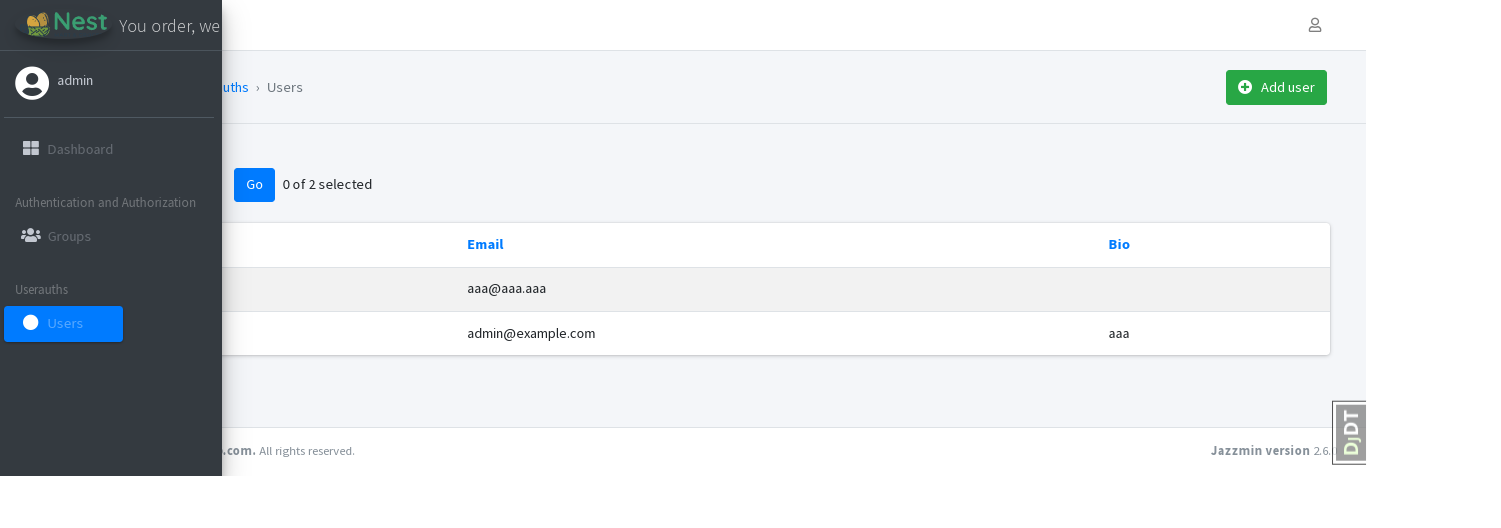 Nest You order, we
admin
Dashboard
Authentication and Authorization
Groups
Userauths
Users
uths › Users
Add user
Go 0 of 2 selected
Email Bio
aaa@aaa.aaa
admin@example.com aaa
.com. All rights reserved.
Jazzmin version 2.6.0
DjDT